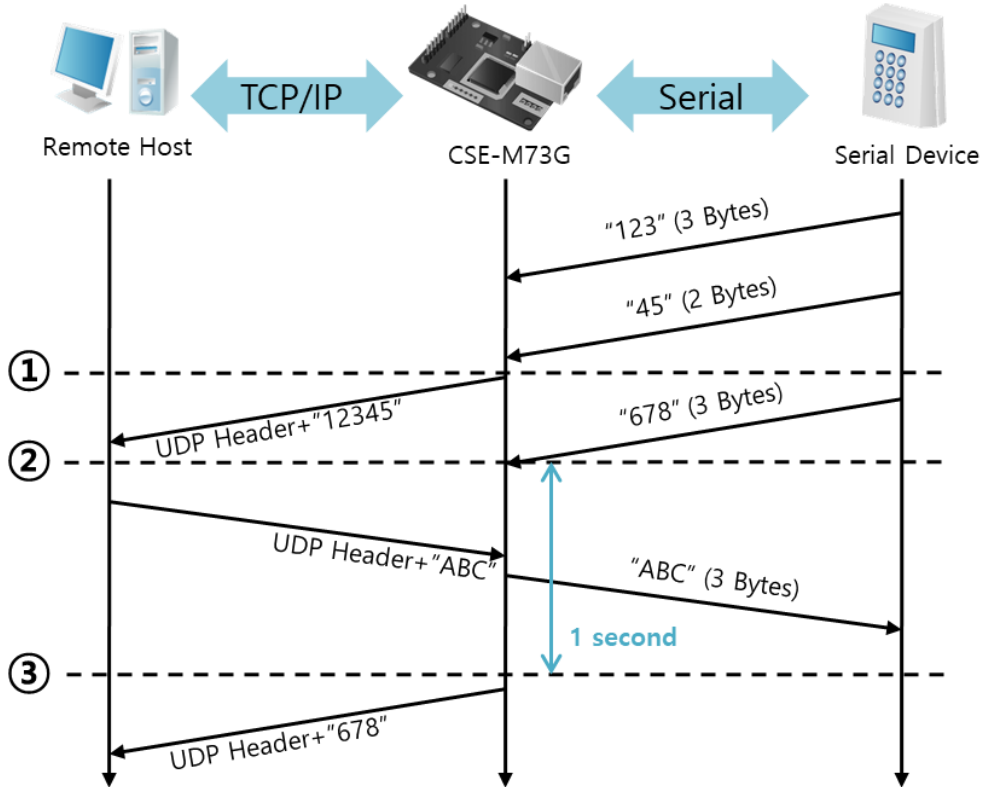 TCP/IP
Serial
Remote Host
CSE-M73G
Serial Device
"123" (3 Bytes)
"45" (2 Bytes)
①
UDP Header+"12345"
"678" (3 Bytes)
②
UDP Header+"ABC"
"ABC" (3 Bytes)
1 second
③
UDP Header+"678"